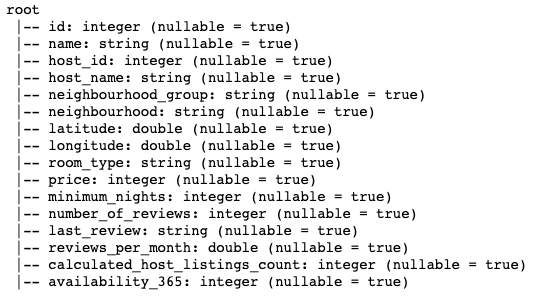 root
 |-- id: integer (nullable = true)
 |-- name: string (nullable = true)
 |-- host_id: integer (nullable = true)
 |-- host_name: string (nullable = true)
 |-- neighbourhood_group: string (nullable = true)
 |-- neighbourhood: string (nullable = true)
 |-- latitude: double (nullable = true)
 |-- longitude: double (nullable = true)
 |-- room_type: string (nullable = true)
 |-- price: integer (nullable = true)
 |-- minimum_nights: integer (nullable = true)
 |-- number_of_reviews: integer (nullable = true)
 |-- last_review: string (nullable = true)
 |-- reviews_per_month: double (nullable = true)
 |-- calculated_host_listings_count: integer (nullable = true)
 |-- availability_365: integer (nullable = true)